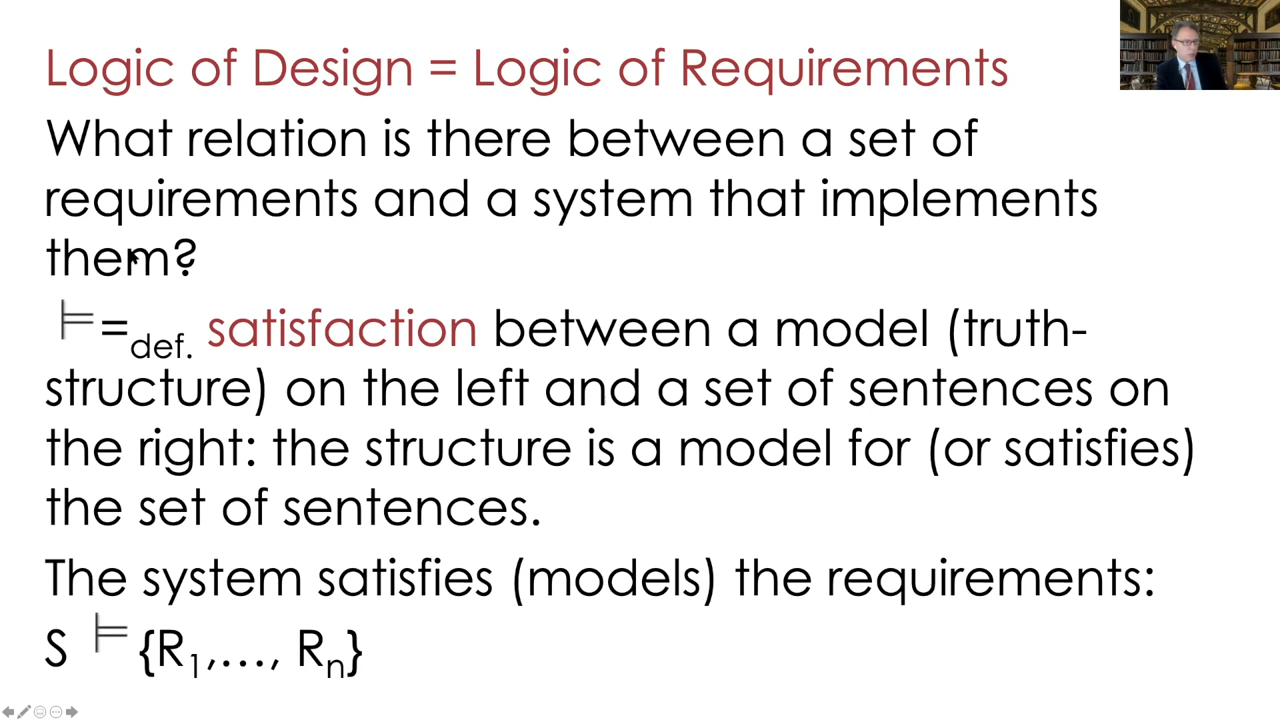 Logic of Design = Logic of Requirements
What relation is there between a set of
requirements and a system that implements
them?
⊨=def. satisfaction between a model (truth-
structure) on the left and a set of sentences on
the right: the structure is a model for (or satisfies)
the set of sentences.
The system satisfies (models) the requirements:
S ⊨ {R1,…, Rn}